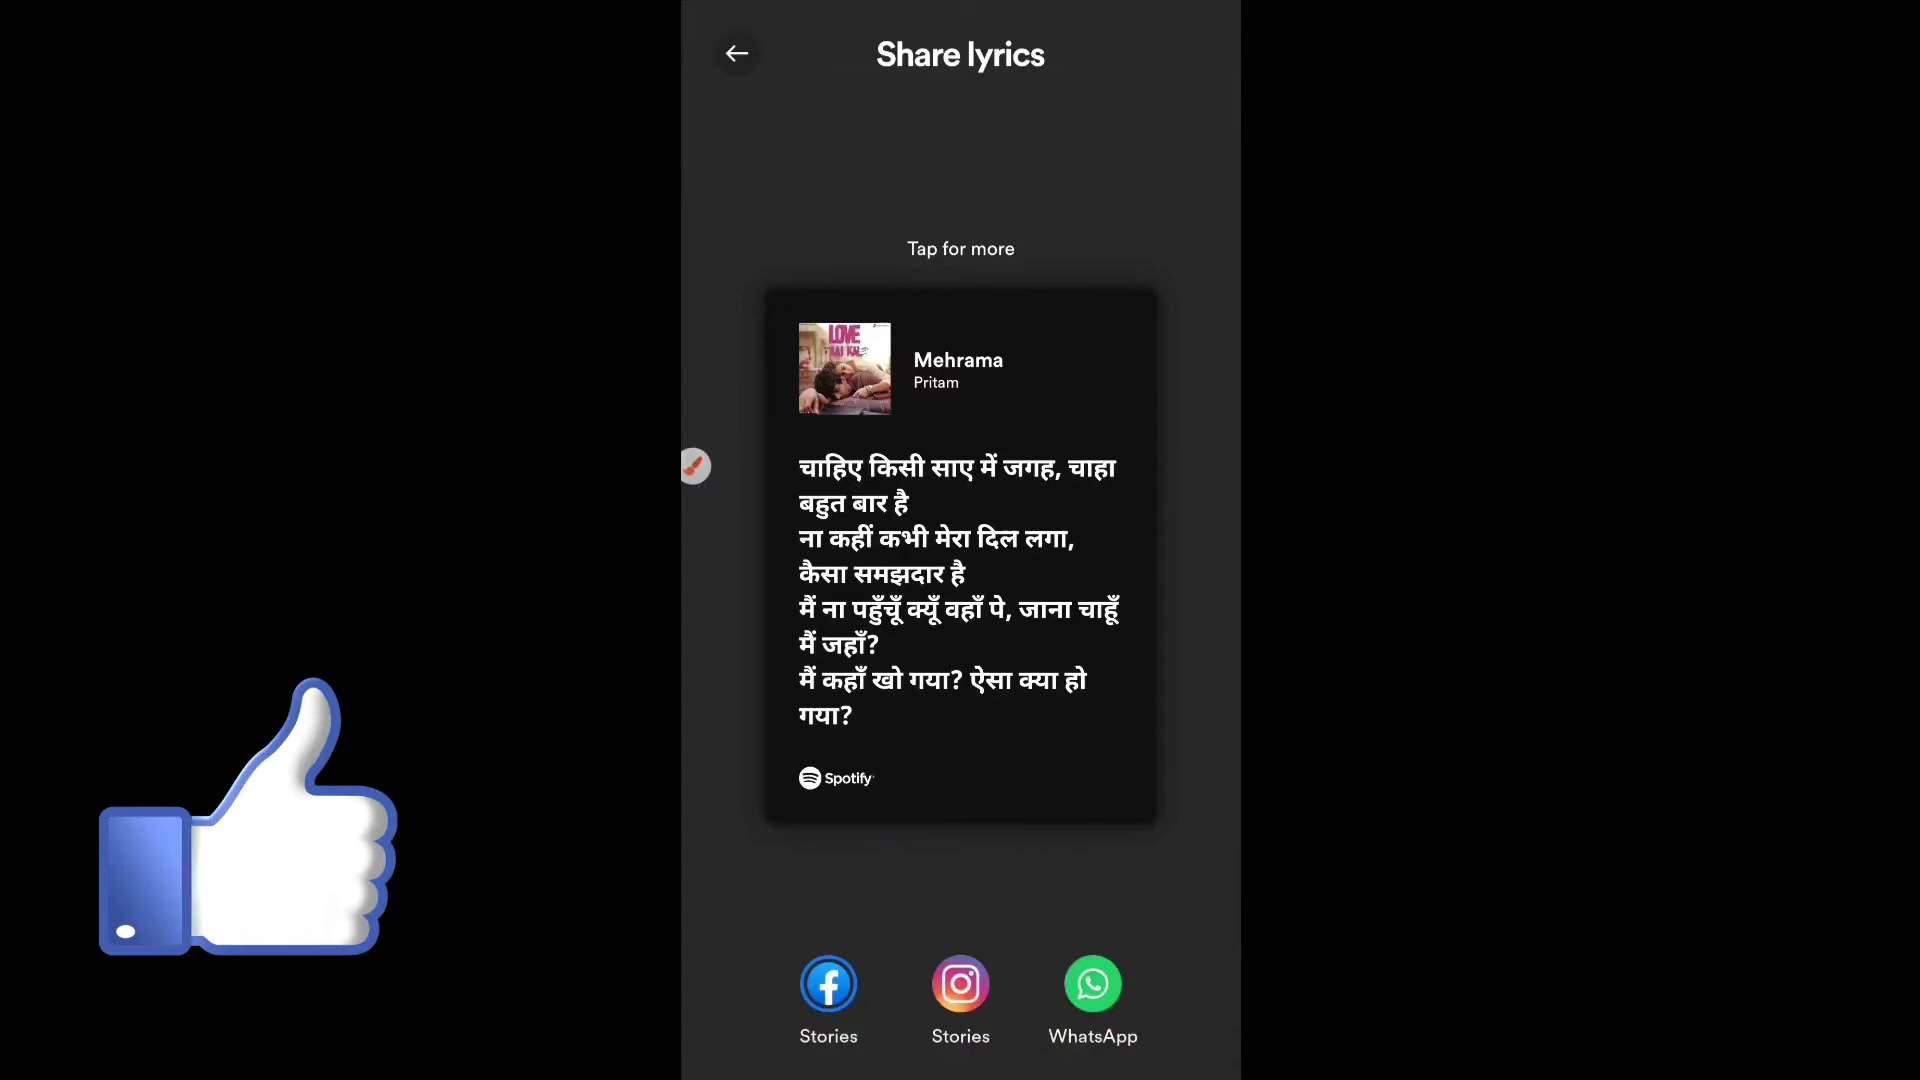 Share lyrics
Tap for more
LOVE
AAJ KAL
Mehrama
Pritam
चाहिए किसी साए में जगह, चाहा
बहुत बार है
ना कहीं कभी मेरा दिल लगा,
कैसा समझदार है
मैं ना पहुँचूँ क्यूँ वहाँ पे, जाना चाहूँ
मैं जहाँ?
मैं कहाँ खो गया? ऐसा क्या हो
गया?
Spotify
Stories
Stories
WhatsApp